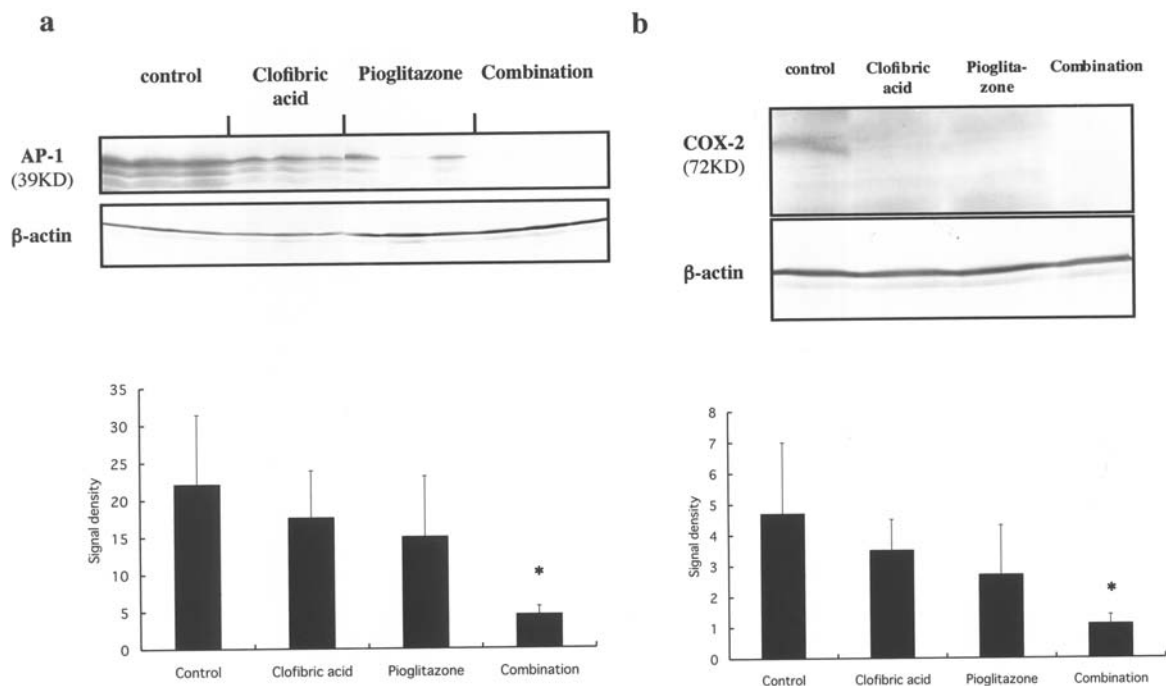 a
control
Clofibric
acid
Pioglitazone
Combination
AP-1
(39KD)
β-actin
35
30
25
20
15
10
5
0
Signal density
*
Control
Clofibric acid
Pioglitazone
Combination
b
control
Clofibric
acid
Pioglita-
zone
Combination
COX-2
(72KD)
β-actin
8
7
6
5
4
3
2
1
0
Signal density
*
Control
Clofibric acid
Pioglitazone
Combination